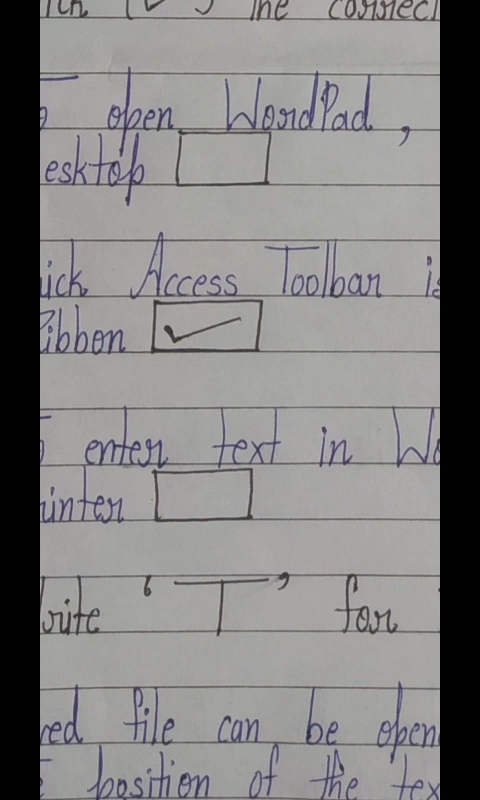 the correct
open WordPad,
esktop
ick Access Toolbar is
ibbon ✓
enter text in
inter
rite 'T' for
ed file can be open
position of the tex